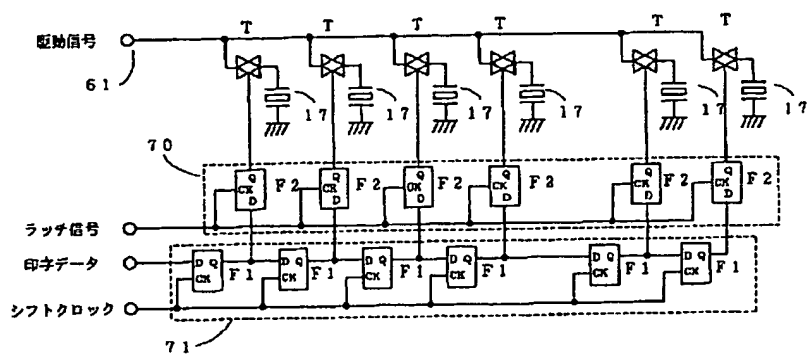 T T T T T T
駆動信号
61
17 17 17 17 17 17
70
Q Q Q Q Q Q
CK CK CK CK CK CK
D D D D D D
F2 F2 F2 F2 F2 F2
ラッチ信号
印字データ
D Q D Q D Q D Q D Q D Q
CK CK CK CK CK CK
F1 F1 F1 F1 F1 F1
シフトクロック
71